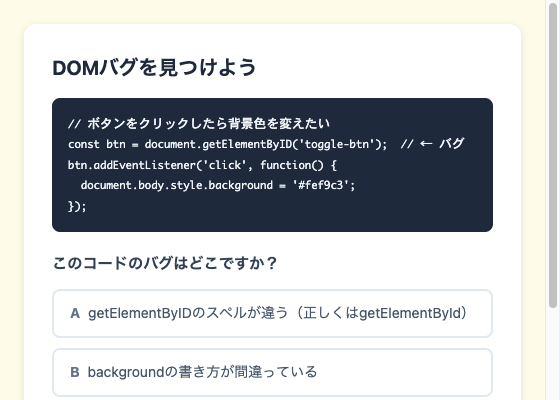 DOMバグを見つけよう
// ボタンをクリックしたら背景色を変えたい
const btn = document.getElementByID('toggle-btn');  // ← バグ
btn.addEventListener('click', function() {
  document.body.style.background = '#fef9c3';
});
このコードのバグはどこですか？
A getElementByIDのスペルが違う（正しくはgetElementById）
B backgroundの書き方が間違っている